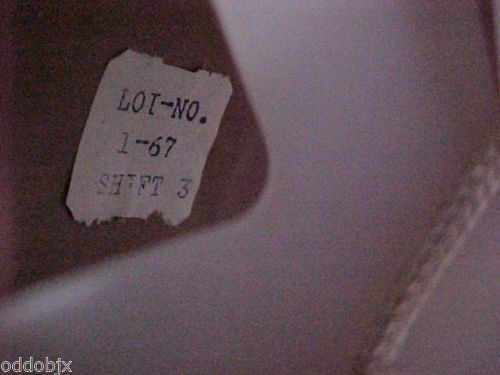 LOT-NO.
1-67
SHIFT 3
oddobjx